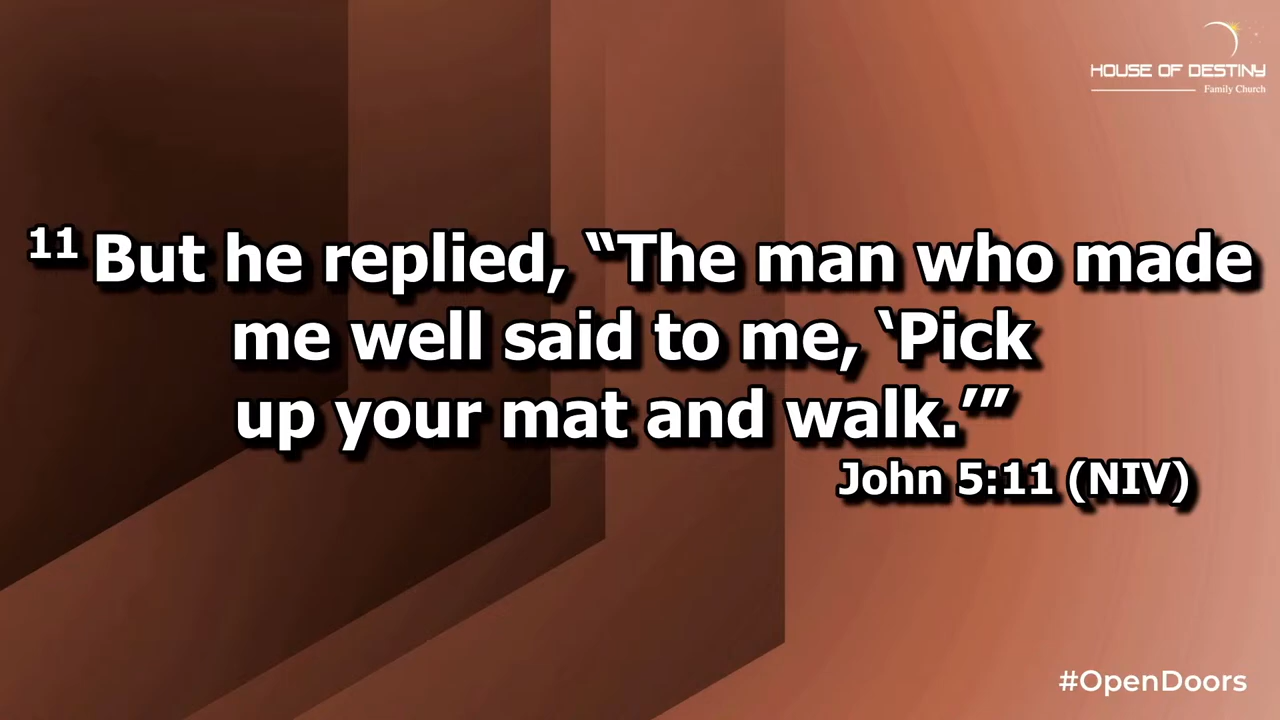 HOUSE OF DESTINY
Family Church
11 But he replied, “The man who made
me well said to me, ‘Pick
up your mat and walk.’”
John 5:11 (NIV)
#OpenDoors